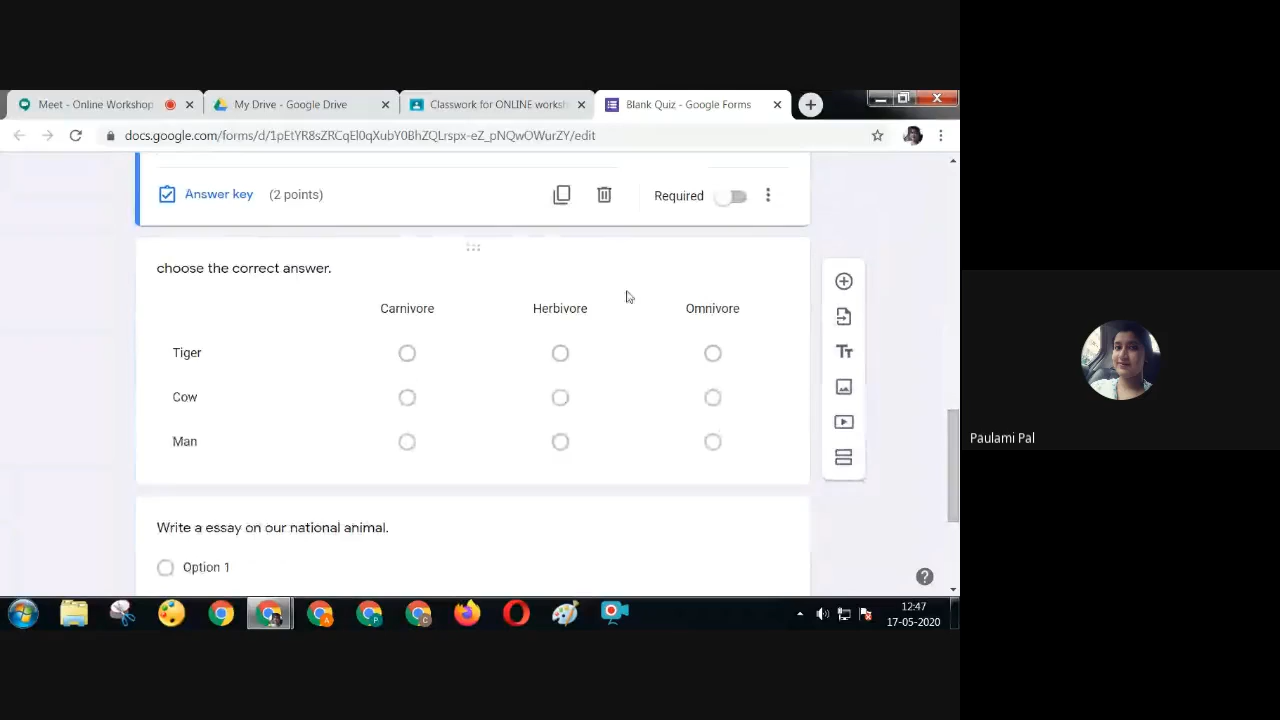 Meet - Online Workshop
My Drive - Google Drive
Classwork for ONLINE worksh
Blank Quiz - Google Forms
docs.google.com/forms/d/1pEtYR8sZRCqEl0qXubY0BhZQLrspx-eZ_pNQwOWurZY/edit
Answer key (2 points)
Required
choose the correct answer.
Carnivore Herbivore Omnivore
Tiger
Cow
Man
Write a essay on our national animal.
Option 1
Paulami Pal
12:47
17-05-2020